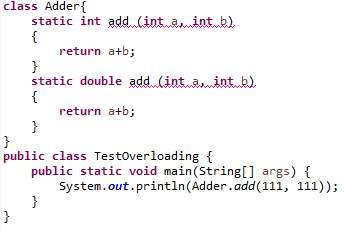 class Adder{
    static int add (int a, int b)
    {
        return a+b;
    }
    static double add (int a, int b)
    {
        return a+b;
    }
}
public class TestOverloading {
    public static void main(String[] args) {
        System.out.println(Adder.add(111, 111));
    }
}